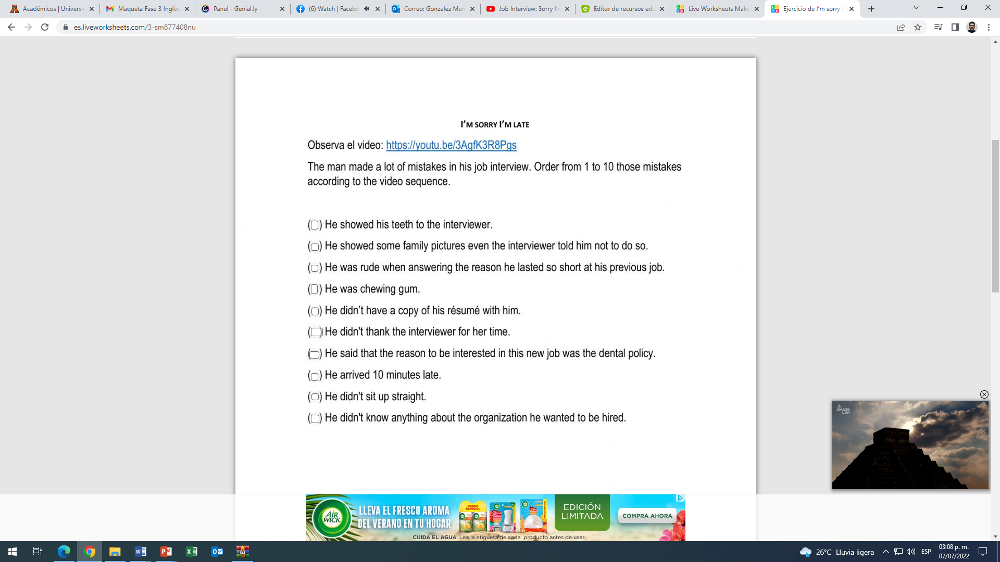 Académicos | Universi
Maqueta Fase 3 Inglés
Panel - Genial.ly
(6) Watch | Facebo
Correo: Gonzalez Men
Job Interview: Sorry I'm
Editor de recursos edu
Live Worksheets Make
Ejercicio de I'm sorry I
es.liveworksheets.com/3-sm877408nu
I'M SORRY I'M LATE
Observa el video: https://youtu.be/3AgfK3R8Pgs
The man made a lot of mistakes in his job interview. Order from 1 to 10 those mistakes
according to the video sequence.
( ) He showed his teeth to the interviewer.
( ) He showed some family pictures even the interviewer told him not to do so.
( ) He was rude when answering the reason he lasted so short at his previous job.
( ) He was chewing gum.
( ) He didn't have a copy of his résumé with him.
( ) He didn't thank the interviewer for her time.
( ) He said that the reason to be interested in this new job was the dental policy.
( ) He arrived 10 minutes late.
( ) He didn't sit up straight.
( ) He didn't know anything about the organization he wanted to be hired.
AMAZE
LAB
AIR
WICK
LLEVA EL FRESCO AROMA
DEL VERANO EN TU HOGAR
PRECIO
ESPECIAL
EDICIÓN
LIMITADA
COMPRA AHORA
CUIDA EL AGUA. Lea la etiqueta de cada producto antes de usar.
26°C Lluvia ligera
ESP
03:08 p. m.
07/07/2022